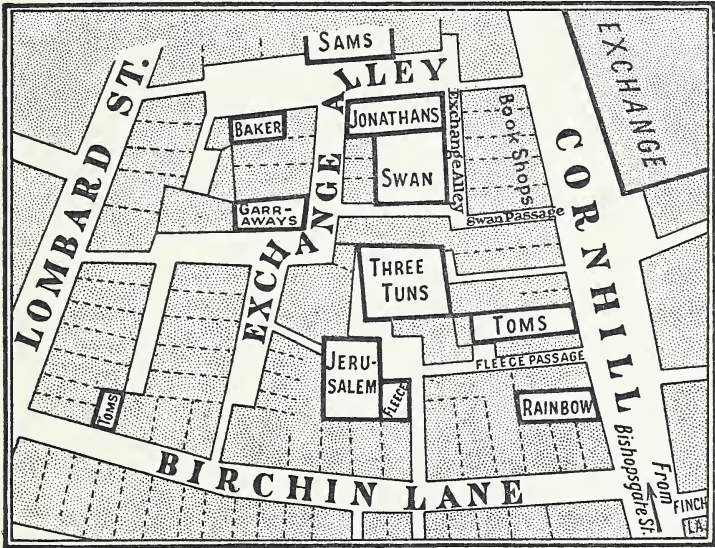 SAMS
EXCHANGE
LOMBARD ST.
EXCHANGE ALLEY
BAKER
JONATHANS
Exchange Alley
Book Shops
CORNHILL
SWAN
GARR-
AWAYS
Swan Passage
THREE
TUNS
TOMS
FLEECE PASSAGE
JERU-
SALEM
FLEECE
TOMS
RAINBOW
BIRCHIN LANE
From
Bishopsgate St.
FINCH
LA.